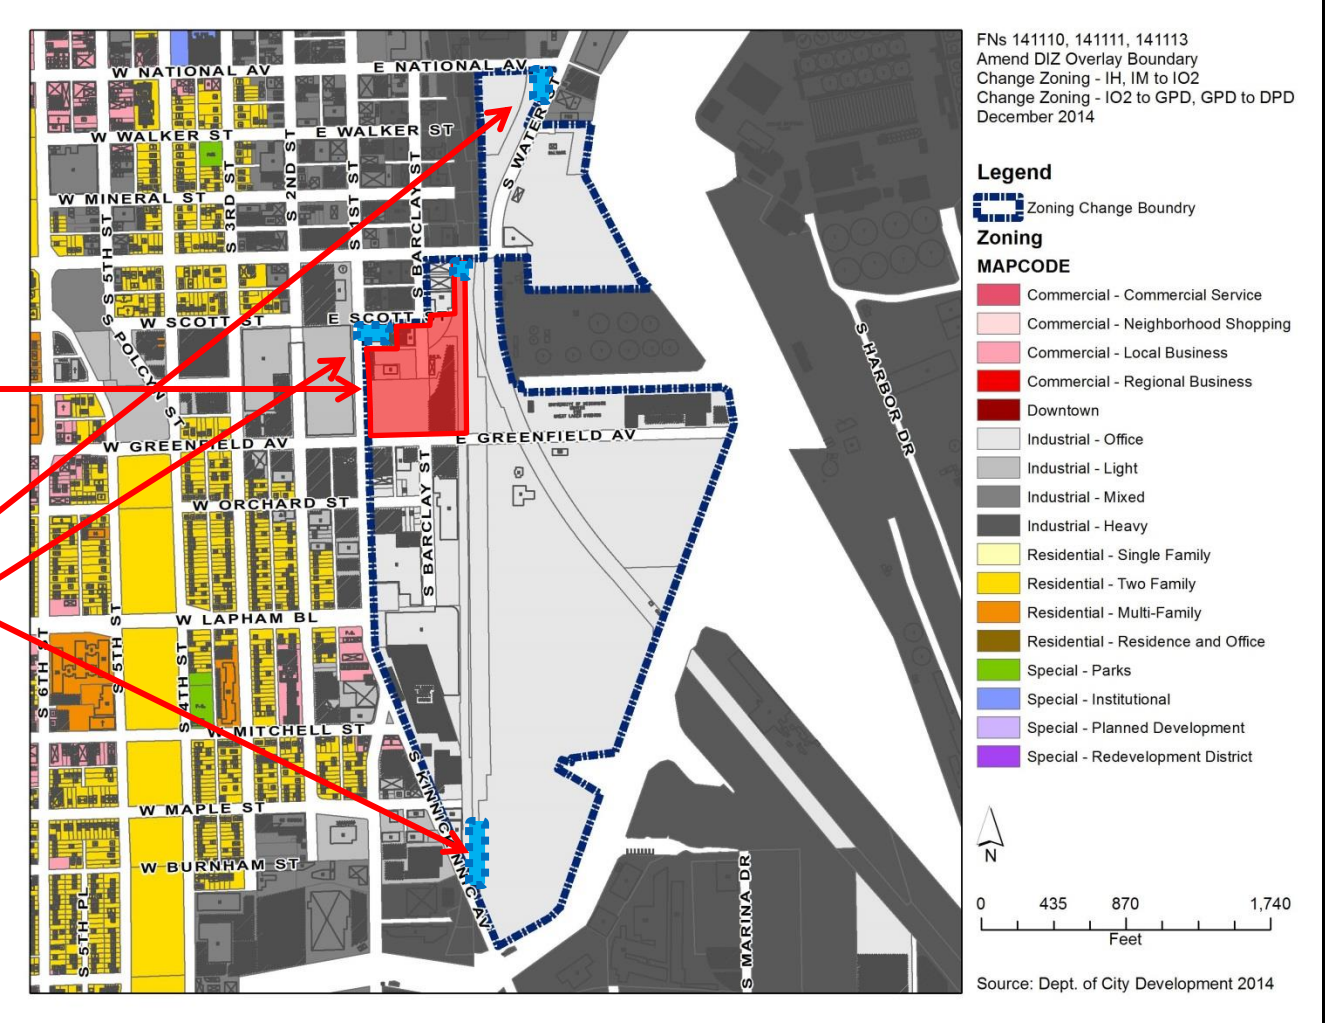 FNs 141110, 141111, 141113
Amend DIZ Overlay Boundary
Change Zoning - IH, IM to IO2
Change Zoning - IO2 to GPD, GPD to DPD
December 2014
Legend
Zoning Change Boundry
Zoning
MAPCODE
Commercial - Commercial Service
Commercial - Neighborhood Shopping
Commercial - Local Business
Commercial - Regional Business
Downtown
Industrial - Office
Industrial - Light
Industrial - Mixed
Industrial - Heavy
Residential - Single Family
Residential - Two Family
Residential - Multi-Family
Residential - Residence and Office
Special - Parks
Special - Institutional
Special - Planned Development
Special - Redevelopment District
N
0 435 870 1,740
Feet
Source: Dept. of City Development 2014
W NATIONAL AV
E NATIONAL AV
W WALKER ST
E WALKER ST
W MINERAL ST
S 5TH ST
S 3RD ST
S 2ND ST
S 1ST ST
S BARCLAY ST
S WATER ST
W SCOTT ST
E SCOTT ST
S POLCYN ST
S HARBOR DR
W GREENFIELD AV
E GREENFIELD AV
W ORCHARD ST
S BARCLAY ST
W LAPHAM BL
S 6TH ST
S 5TH ST
S 4TH ST
W MITCHELL ST
S KINNICKINNIC AV
W MAPLE ST
W BURNHAM ST
S 5TH PL
S MARINA DR